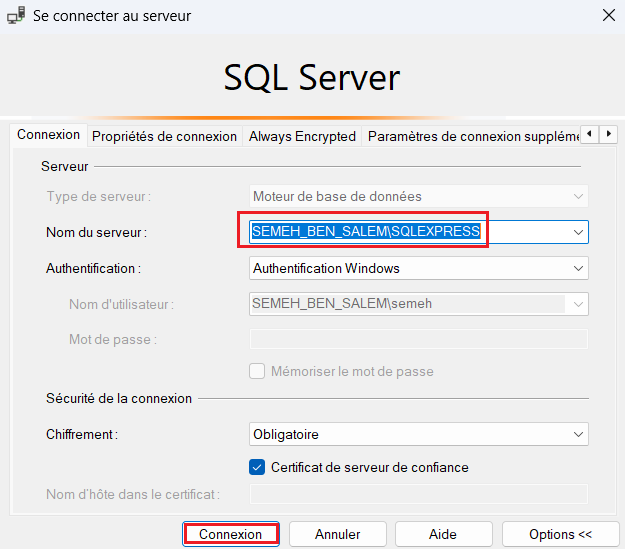 Se connecter au serveur
SQL Server
Connexion Propriétés de connexion Always Encrypted Paramètres de connexion suppléme
Serveur
Type de serveur : Moteur de base de données
Nom du serveur : SEMEH_BEN_SALEM\SQLEXPRESS
Authentification : Authentification Windows
Nom d'utilisateur : SEMEH_BEN_SALEM\semeh
Mot de passe :
Mémoriser le mot de passe
Sécurité de la connexion
Chiffrement : Obligatoire
Certificat de serveur de confiance
Nom d'hôte dans le certificat :
Connexion Annuler Aide Options <<